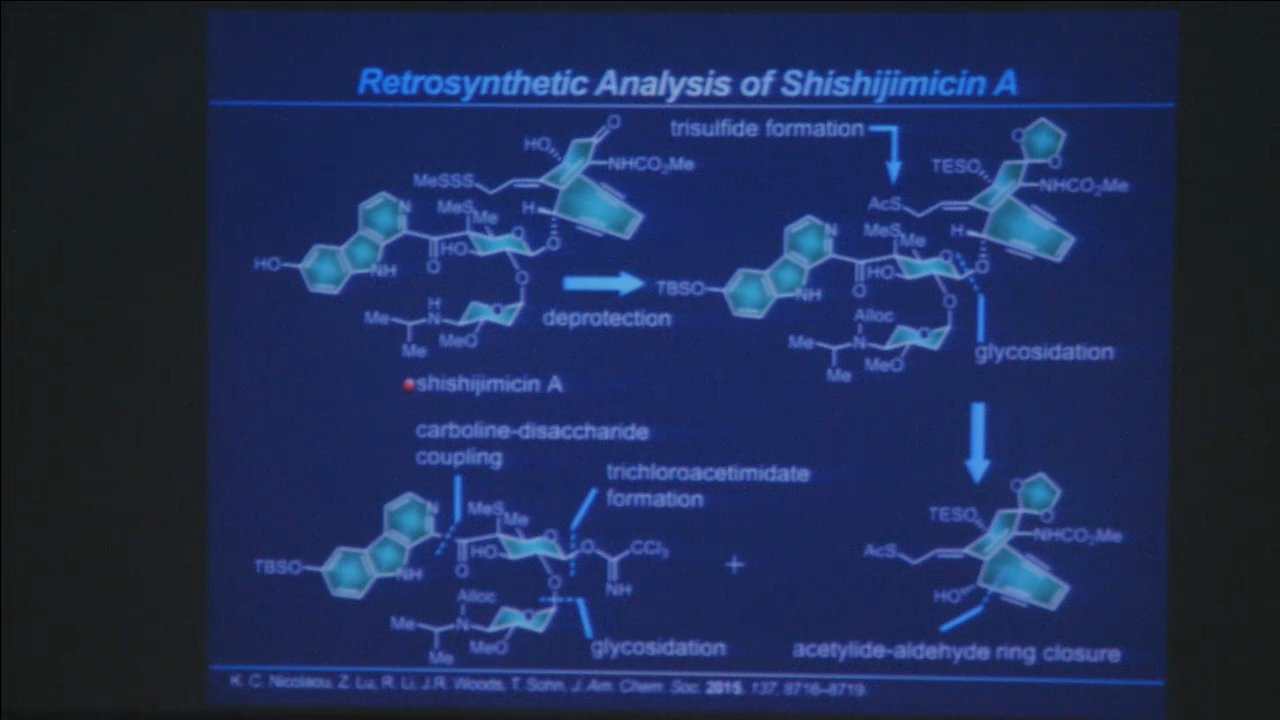 Retrosynthetic Analysis of Shishijimicin A
trisulfide formation
O
HO
NHCO₂Me
MeSSS
MeS
Me
H
N
HO
O
O
HO
NH
O
H
N
Me
MeO
Me
deprotection
shishijimicin A
O
O
TESO
NHCO₂Me
AcS
MeS
Me
H
N
O
HO
O
TBSO
NH
O
O
Alloc
N
O
Me
MeO
Me
glycosidation
carboline-disaccharide
coupling
trichloroacetimidate
formation
N
MeS
Me
O
HO
O
CCl₃
TBSO
NH
O
NH
O
Alloc
N
O
Me
MeO
Me
glycosidation
+
O
O
TESO
NHCO₂Me
AcS
HO
acetylide-aldehyde ring closure
K. C. Nicolaou, Z. Lu, R. Li, J.R. Woods, T. Sohn, J. Am. Chem. Soc. 2015, 137, 8716–8719.